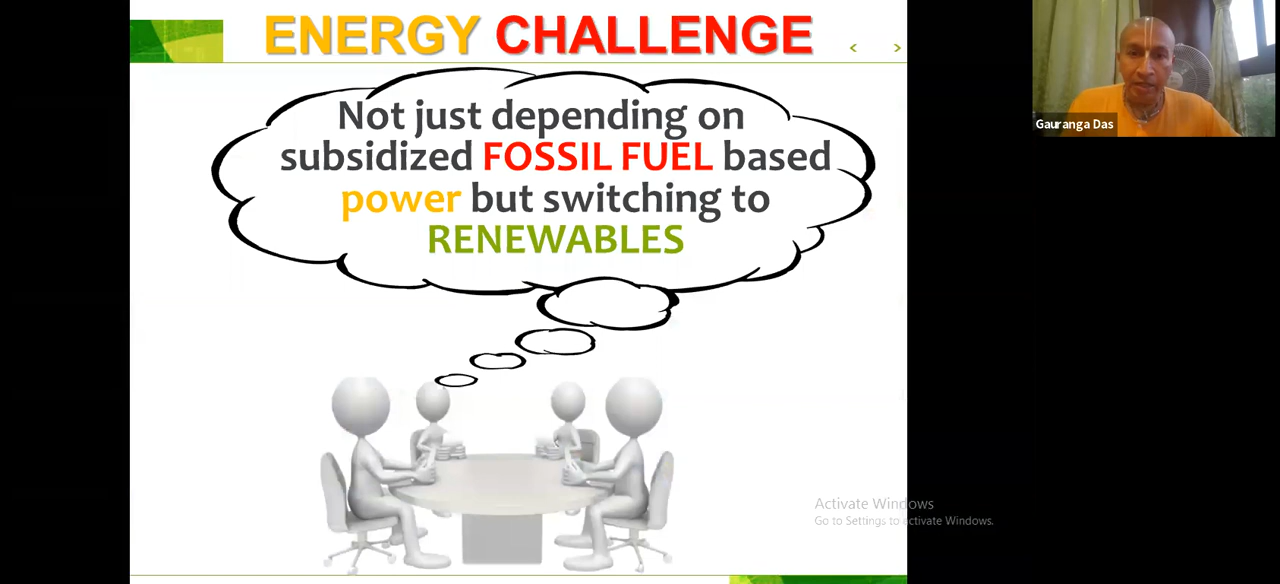 ENERGY CHALLENGE
Not just depending on
subsidized FOSSIL FUEL based
power but switching to
RENEWABLES
Gauranga Das
Activate Windows
Go to Settings to activate Windows.